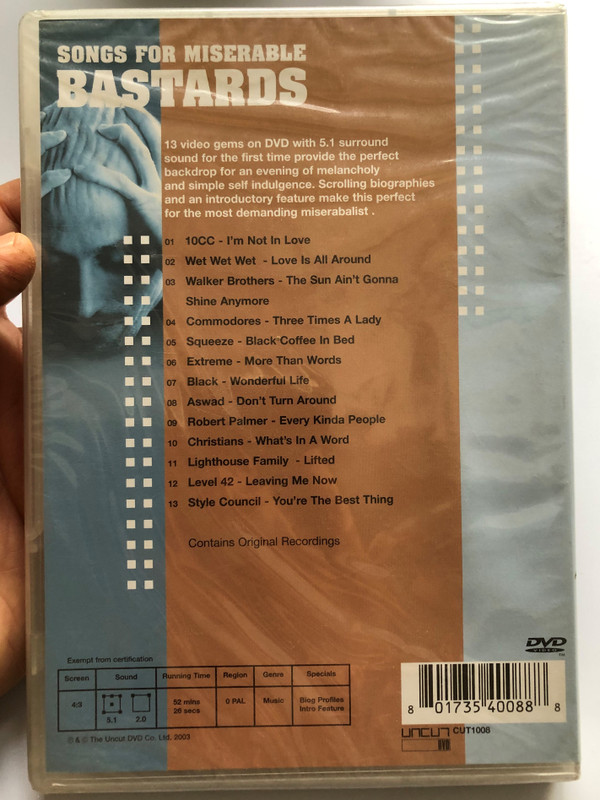 SONGS FOR MISERABLE
BASTARDS
13 video gems on DVD with 5.1 surround
sound for the first time provide the perfect
backdrop for an evening of melancholy
and simple self indulgence. Scrolling biographies
and an introductory feature make this perfect
for the most demanding miserabalist .
01 10CC - I'm Not In Love
02 Wet Wet Wet - Love Is All Around
03 Walker Brothers - The Sun Ain't Gonna
Shine Anymore
04 Commodores - Three Times A Lady
05 Squeeze - Black Coffee In Bed
06 Extreme - More Than Words
07 Black - Wonderful Life
08 Aswad - Don't Turn Around
09 Robert Palmer - Every Kinda People
10 Christians - What's In A Word
11 Lighthouse Family - Lifted
12 Level 42 - Leaving Me Now
13 Style Council - You're The Best Thing
Contains Original Recordings
Exempt from certification
Screen Sound Running Time Region Genre Specials
4:3 5.1 2.0 52 mins 26 secs 0 PAL Music Biog Profiles Intro Feature
℗ & © The Uncut DVD Co. Ltd. 2003
DVD
VIDEO
8 01735 40088 8
UNCUT DVD CUT1006